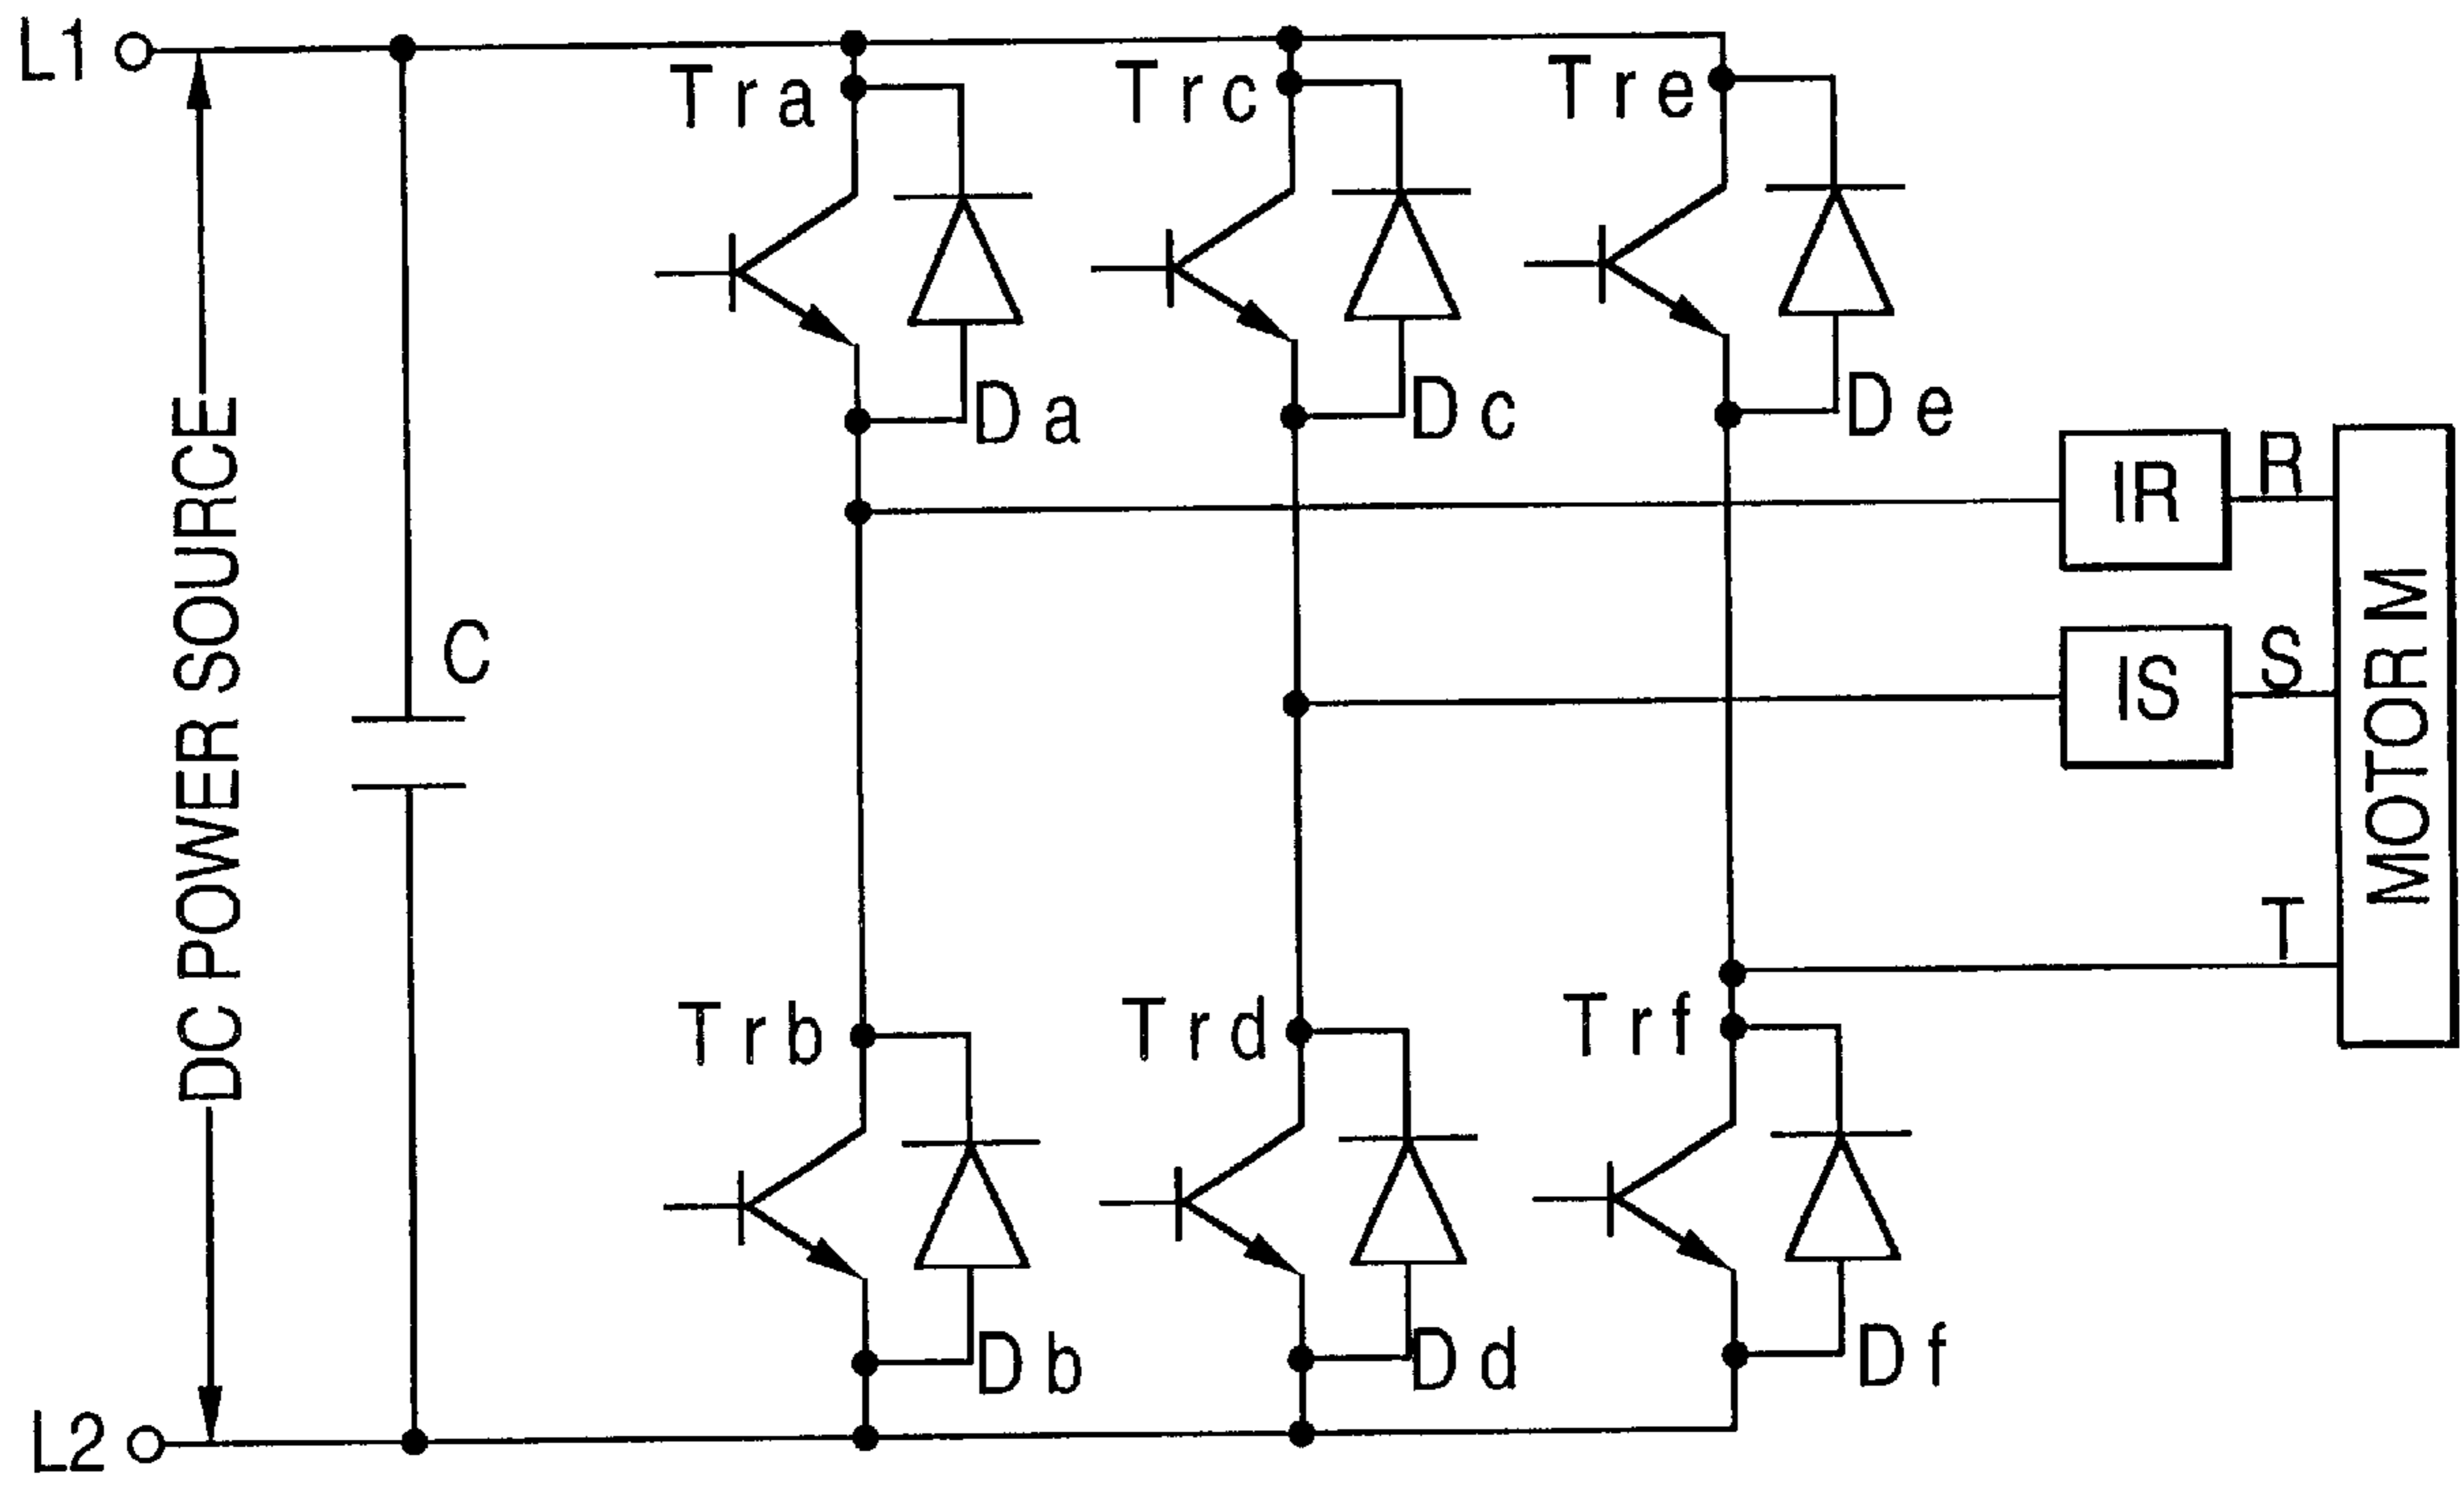 L1
Tra
Trc
Tre
Da
Dc
De
IR
R
DC POWER SOURCE
C
IS
S
MOTOR M
T
Trb
Trd
Trf
Db
Dd
Df
L2